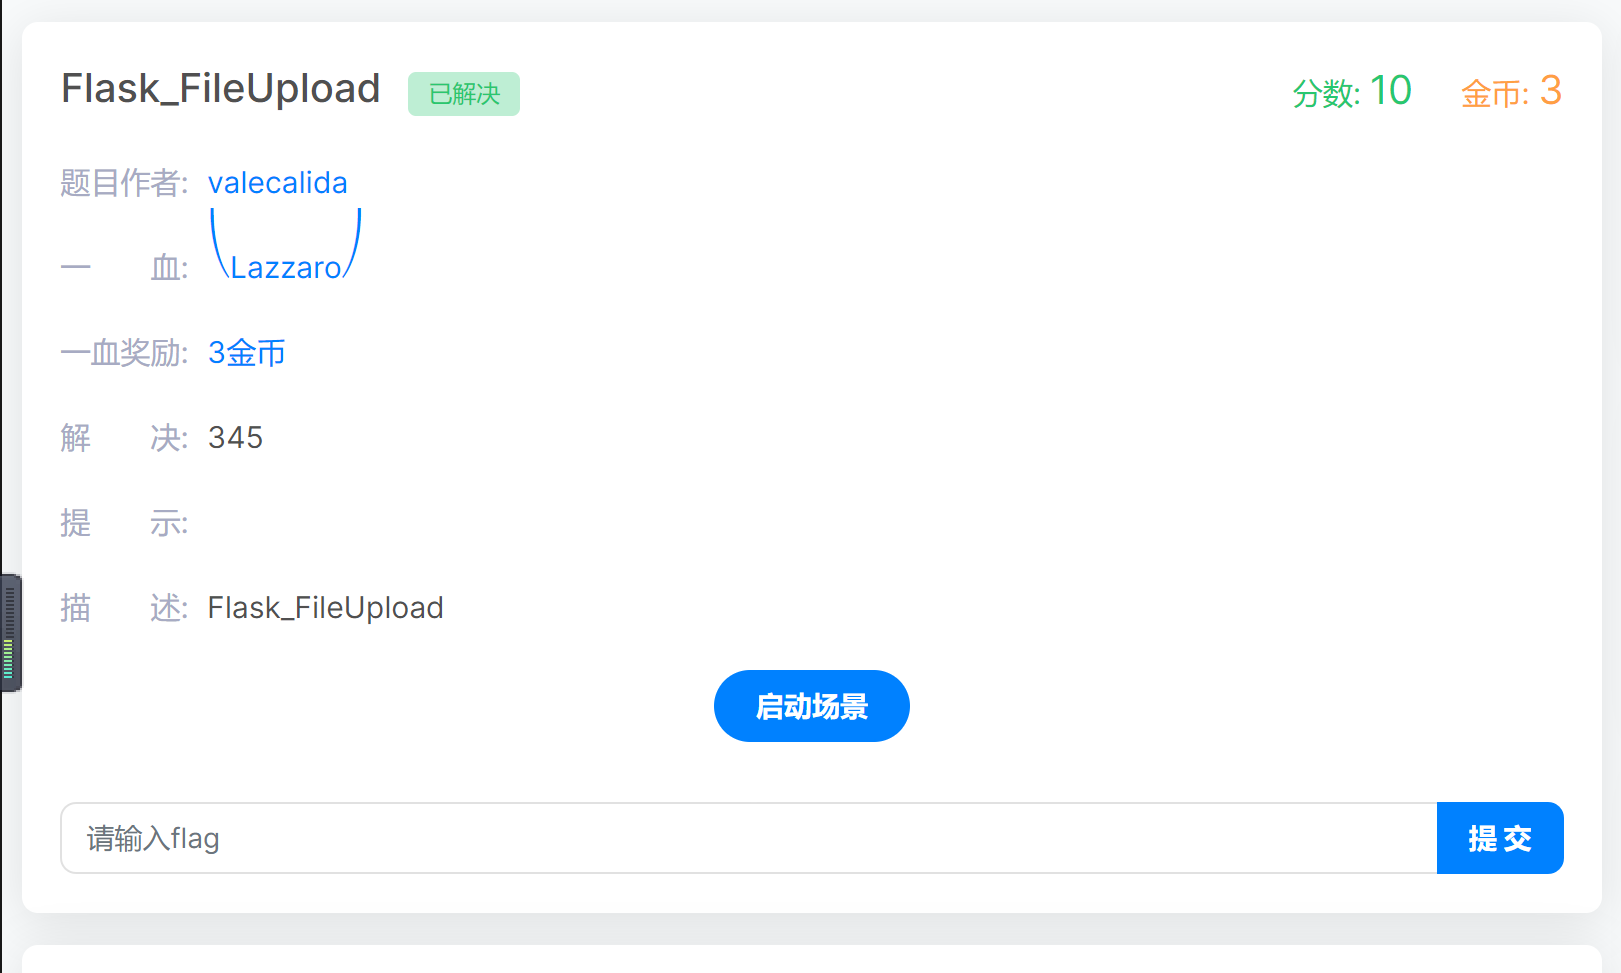 Flask_FileUpload 已解决 分数: 10 金币: 3
题目作者: valecalida
一 血: Lazzaro
一血奖励: 3金币
解 决: 345
提 示:
描 述: Flask_FileUpload
启动场景
请输入flag 提 交